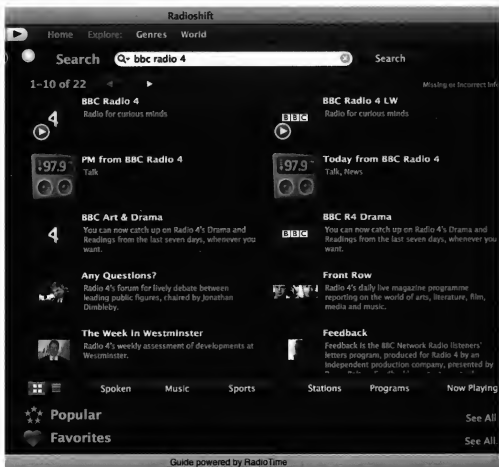 Radioshift
Home Explore: Genres World
Search bbc radio 4 Search
1-10 of 22 Missing or Incorrect Info
4 BBC Radio 4
Radio for curious minds
BBC BBC Radio 4 LW
Radio for curious minds
97.9 PM from BBC Radio 4
Talk
97.9 Today from BBC Radio 4
Talk, News
4 BBC Art & Drama
You can now catch up on Radio 4's Drama and
Readings from the last seven days, whenever you
want.
BBC BBC R4 Drama
You can now catch up on Radio 4's Drama and
Readings from the last seven days, whenever you
want.
Any Questions?
Radio 4's forum for lively debate between
leading public figures, chaired by Jonathan
Dimbleby.
Front Row
Radio 4's daily live magazine programme
reporting on the world of arts, literature, film,
media and music.
The Week in Westminster
Radio 4's weekly assessment of developments at
Westminster.
Feedback
Feedback is the BBC Network Radio listeners'
letters program, produced for Radio 4 by an
independent production company, presented by
Spoken Music Sports Stations Programs Now Playing
Popular See All
Favorites See All
Guide powered by RadioTime